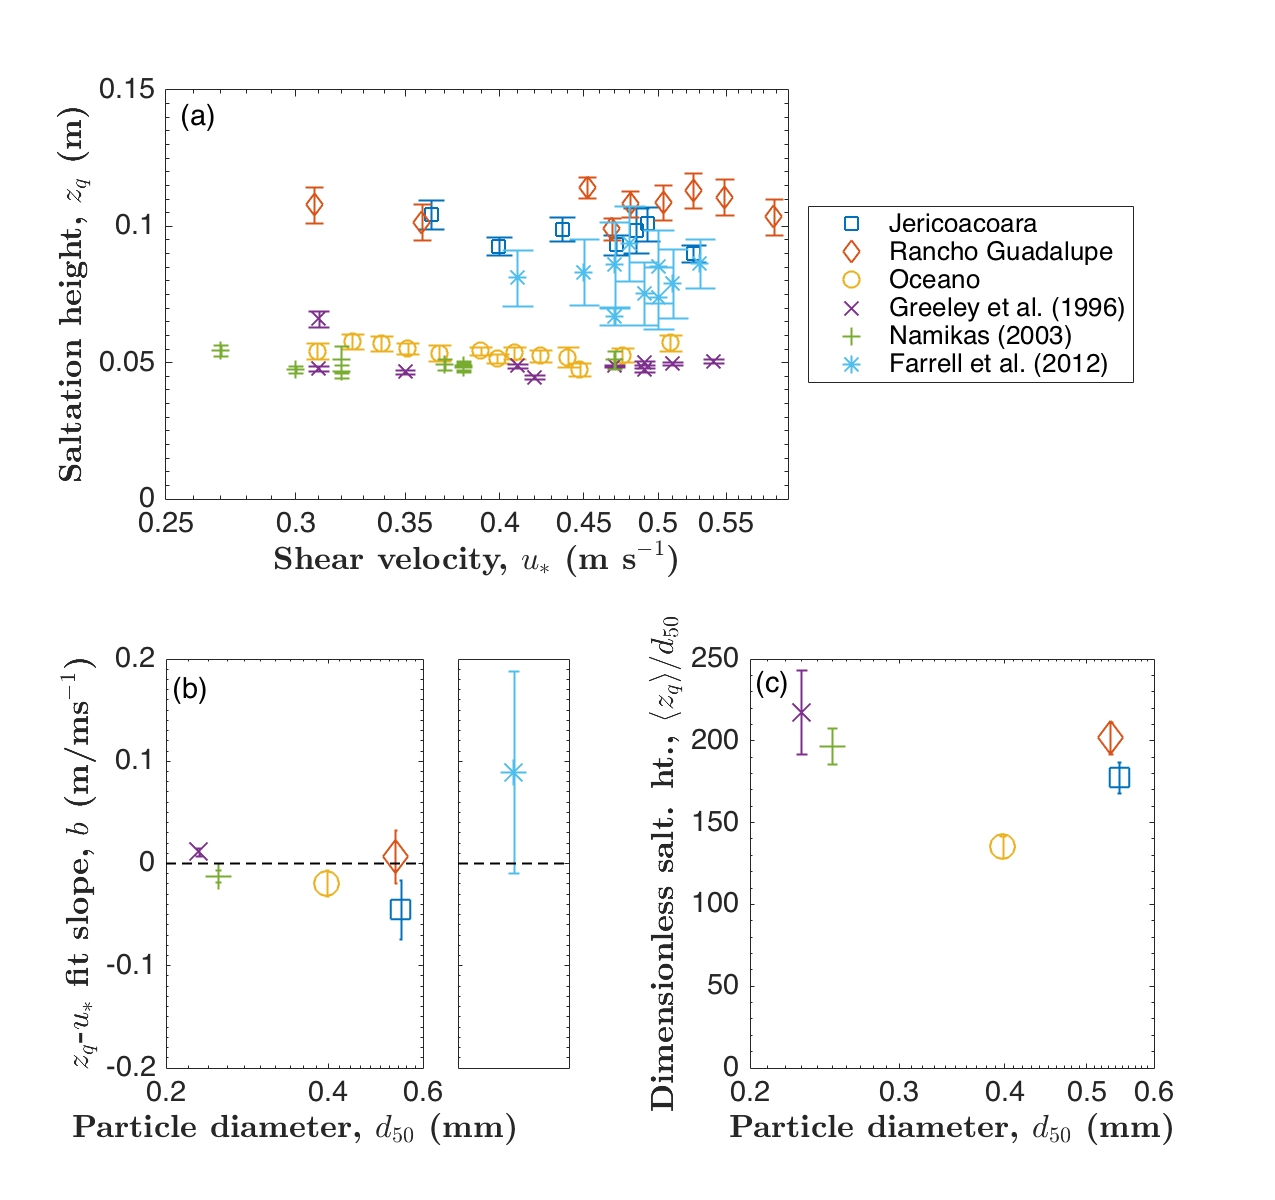 (a)
Saltation height, z_q (m)
0.15
0.1
0.05
0
0.25 0.3 0.35 0.4 0.45 0.5 0.55
Shear velocity, u_* (m s⁻¹)
Jericoacoara
Rancho Guadalupe
Oceano
Greeley et al. (1996)
Namikas (2003)
Farrell et al. (2012)
(b)
z_q-u_* fit slope, b (m/ms⁻¹)
0.2
0.1
0
-0.1
-0.2
0.2 0.4 0.6
Particle diameter, d₅₀ (mm)
(c)
Dimensionless salt. ht., ⟨z_q⟩/d₅₀
250
200
150
100
50
0
0.2 0.3 0.4 0.5 0.6
Particle diameter, d₅₀ (mm)